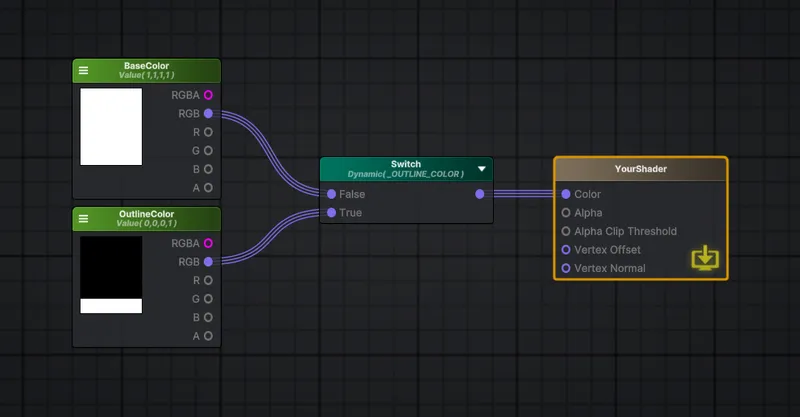 BaseColor
Value( 1,1,1,1 )
RGBA
RGB
R
G
B
A
OutlineColor
Value( 0,0,0,1 )
RGBA
RGB
R
G
B
A
Switch
Dynamic( _OUTLINE_COLOR )
False
True
YourShader
Color
Alpha
Alpha Clip Threshold
Vertex Offset
Vertex Normal